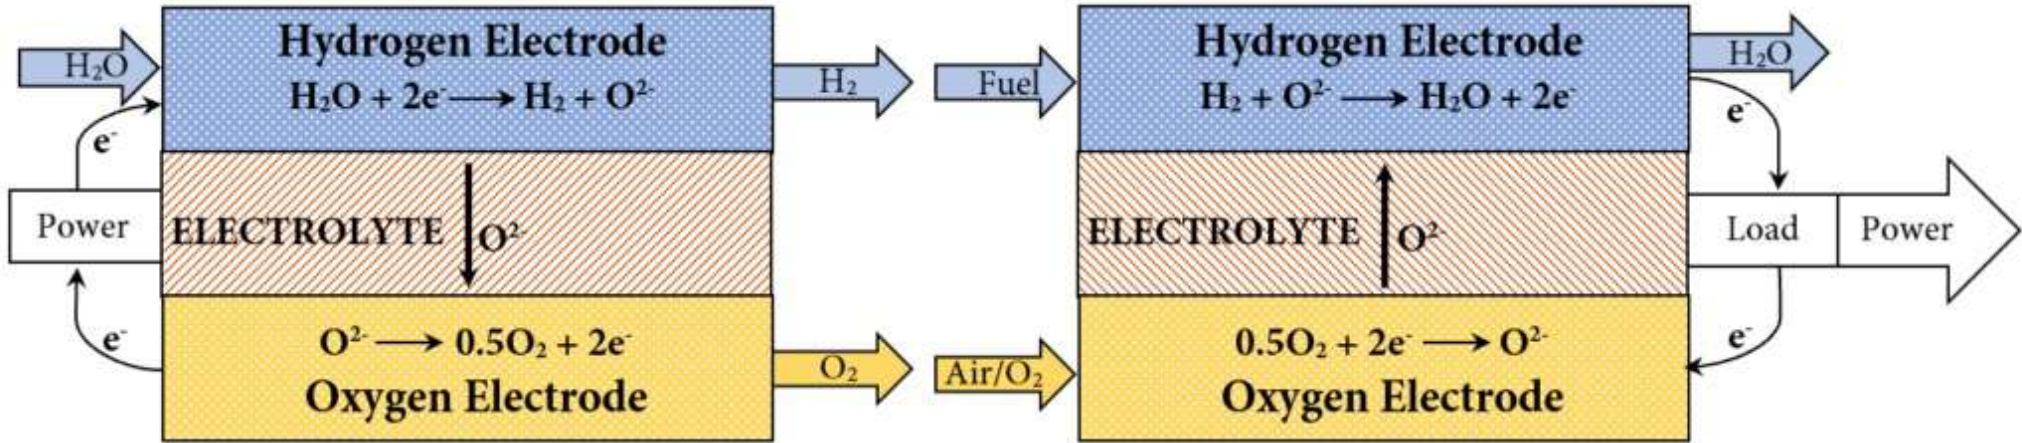 H₂O
Hydrogen Electrode
H₂O + 2e⁻ → H₂ + O²⁻
H₂
e⁻
Power
ELECTROLYTE
O²⁻
e⁻
O²⁻ → 0.5O₂ + 2e⁻
Oxygen Electrode
O₂
Fuel
Hydrogen Electrode
H₂ + O²⁻ → H₂O + 2e⁻
H₂O
e⁻
ELECTROLYTE
O²⁻
Load
Power
e⁻
Air/O₂
0.5O₂ + 2e⁻ → O²⁻
Oxygen Electrode